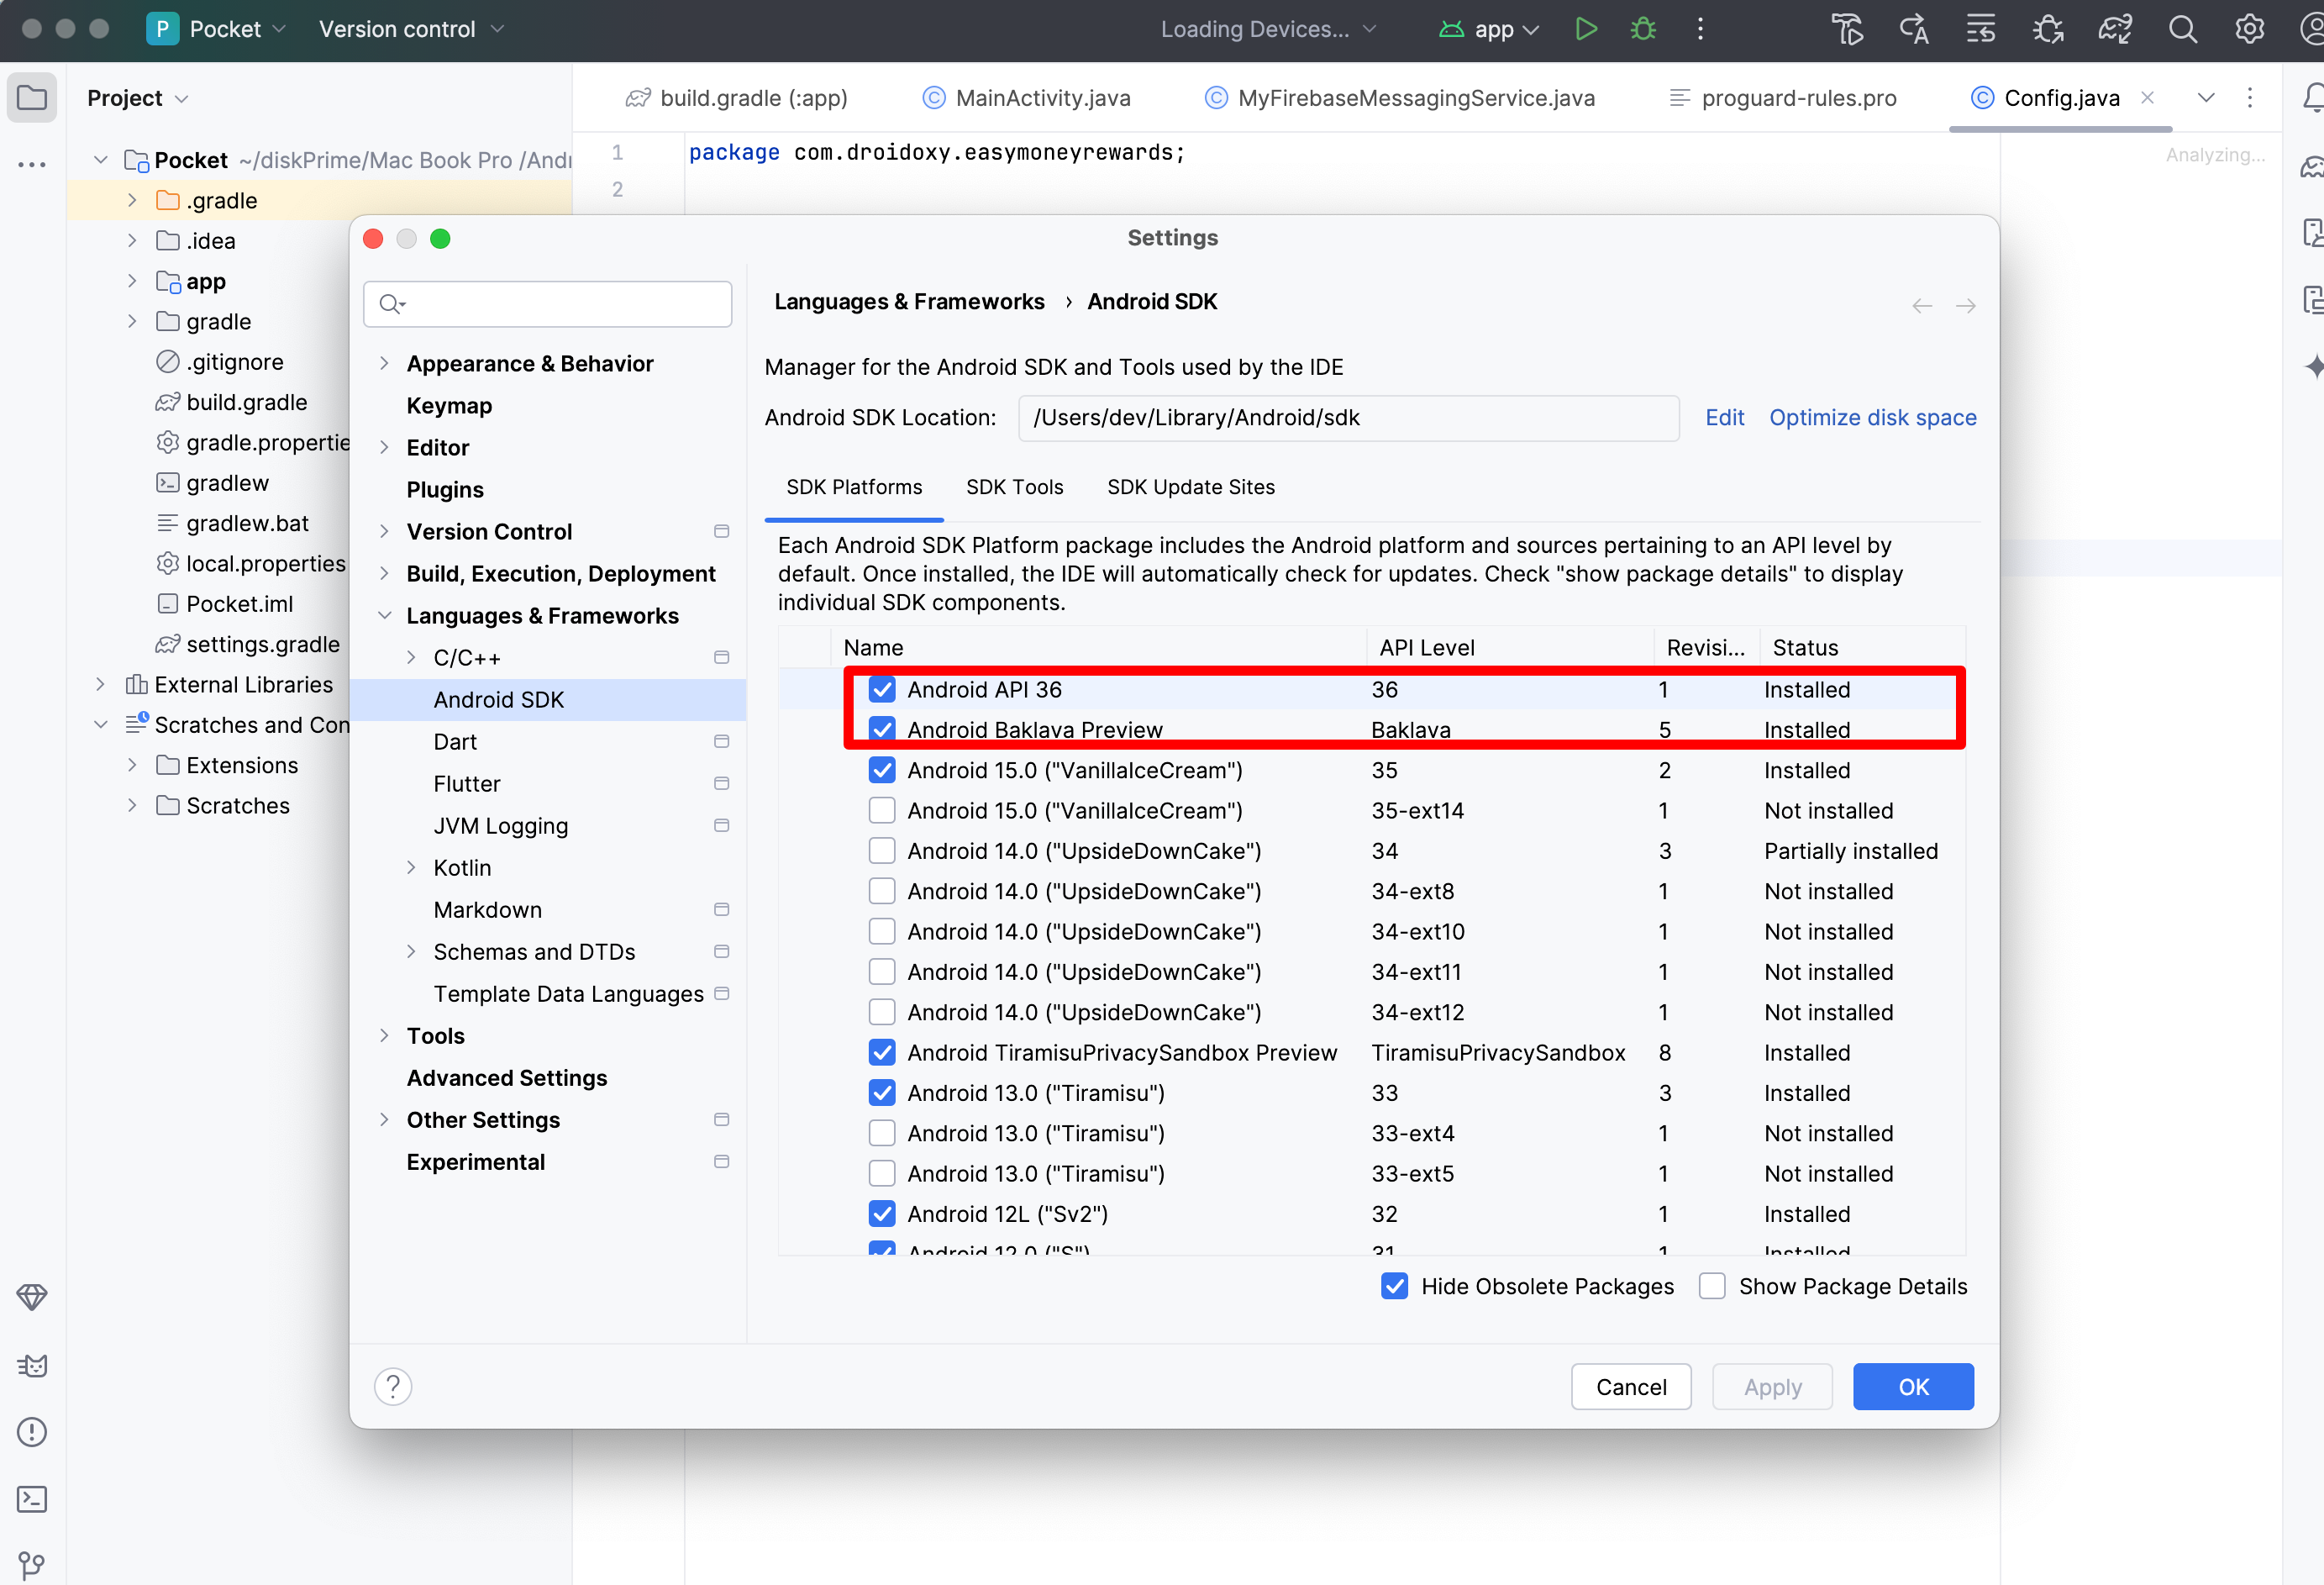 P Pocket Version control Loading Devices... app
Project
build.gradle (:app) MainActivity.java MyFirebaseMessagingService.java proguard-rules.pro Config.java
Pocket ~/diskPrime/Mac Book Pro /Andr
.gradle
.idea
app
gradle
.gitignore
build.gradle
gradle.propertie
gradlew
gradlew.bat
local.properties
Pocket.iml
settings.gradle
External Libraries
Scratches and Con
Extensions
Scratches
1 package com.droidoxy.easymoneyrewards;
2
Analyzing...
Settings
Appearance & Behavior
Keymap
Editor
Plugins
Version Control
Build, Execution, Deployment
Languages & Frameworks
C/C++
Android SDK
Dart
Flutter
JVM Logging
Kotlin
Markdown
Schemas and DTDs
Template Data Languages
Tools
Advanced Settings
Other Settings
Experimental
Languages & Frameworks › Android SDK
Manager for the Android SDK and Tools used by the IDE
Android SDK Location: /Users/dev/Library/Android/sdk Edit Optimize disk space
SDK Platforms SDK Tools SDK Update Sites
Each Android SDK Platform package includes the Android platform and sources pertaining to an API level by
default. Once installed, the IDE will automatically check for updates. Check "show package details" to display
individual SDK components.
Name API Level Revisi... Status
Android API 36 36 1 Installed
Android Baklava Preview Baklava 5 Installed
Android 15.0 ("VanillaIceCream") 35 2 Installed
Android 15.0 ("VanillaIceCream") 35-ext14 1 Not installed
Android 14.0 ("UpsideDownCake") 34 3 Partially installed
Android 14.0 ("UpsideDownCake") 34-ext8 1 Not installed
Android 14.0 ("UpsideDownCake") 34-ext10 1 Not installed
Android 14.0 ("UpsideDownCake") 34-ext11 1 Not installed
Android 14.0 ("UpsideDownCake") 34-ext12 1 Not installed
Android TiramisuPrivacySandbox Preview TiramisuPrivacySandbox 8 Installed
Android 13.0 ("Tiramisu") 33 3 Installed
Android 13.0 ("Tiramisu") 33-ext4 1 Not installed
Android 13.0 ("Tiramisu") 33-ext5 1 Not installed
Android 12L ("Sv2") 32 1 Installed
Android 12.0 ("S") 31 1 Installed
Hide Obsolete Packages Show Package Details
? Cancel Apply OK